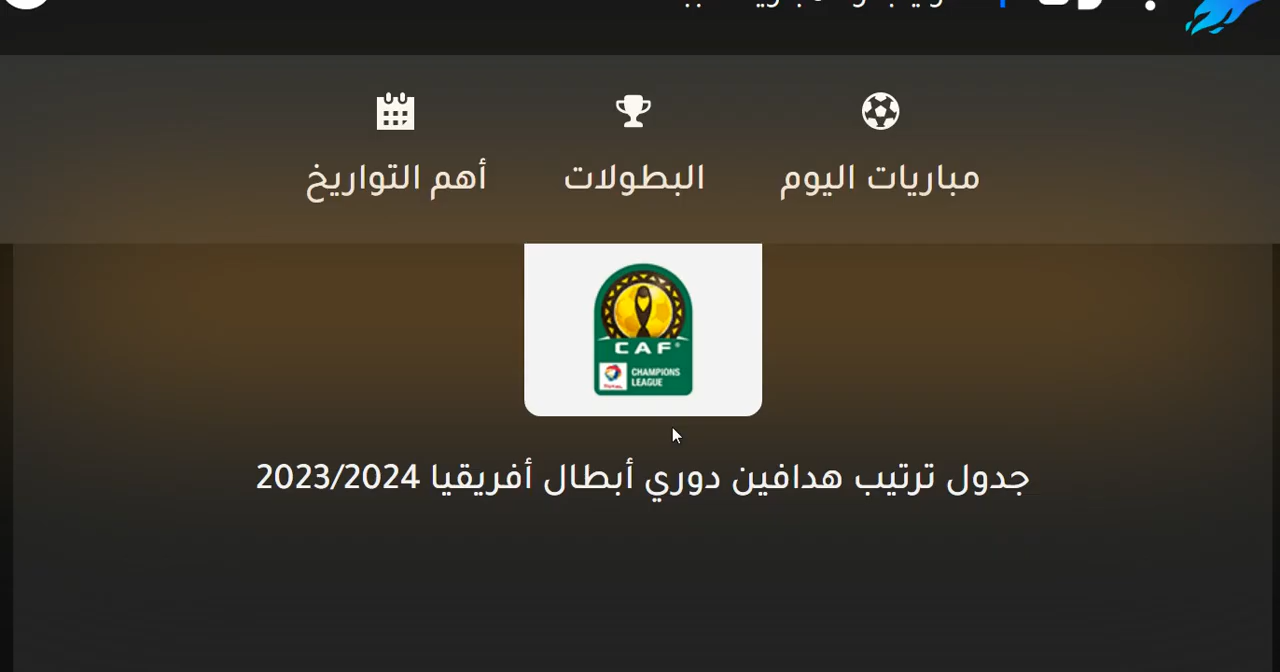 مباريات اليوم
البطولات
أهم التواريخ
CAF
CHAMPIONS
LEAGUE
جدول ترتيب هدافين دوري أبطال أفريقيا 2023/2024